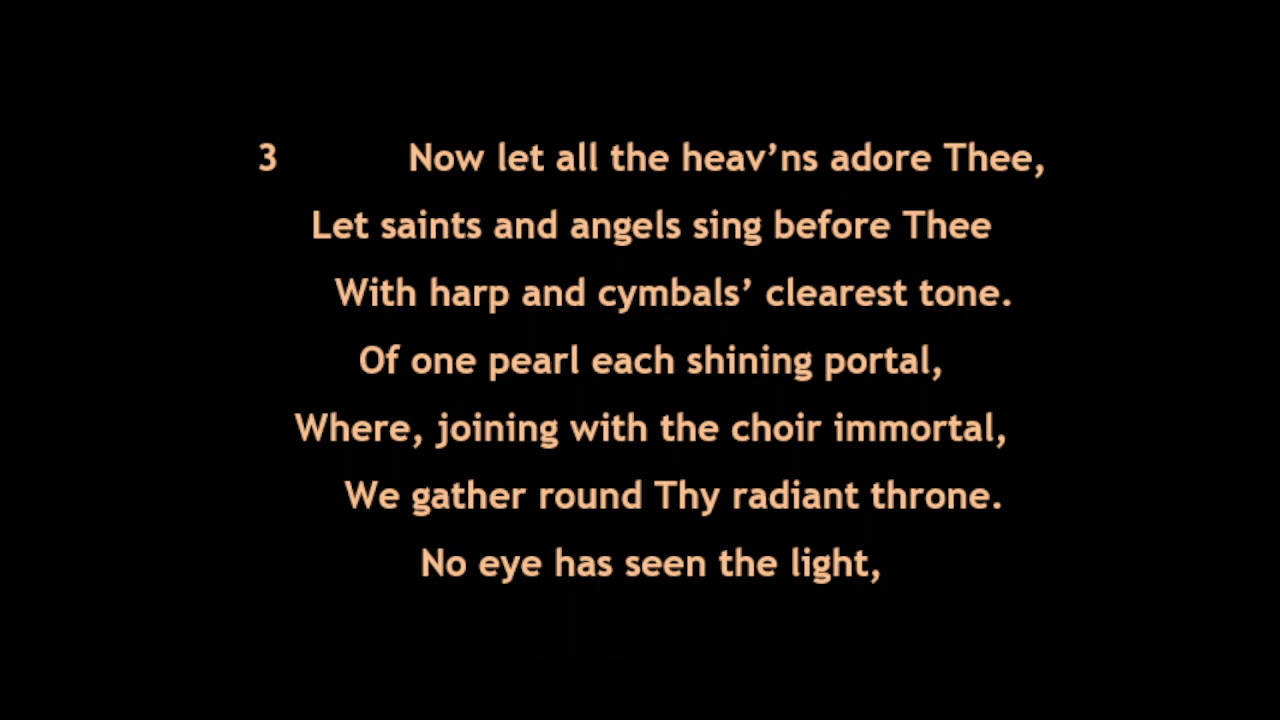 3 Now let all the heav’ns adore Thee,
Let saints and angels sing before Thee
With harp and cymbals’ clearest tone.
Of one pearl each shining portal,
Where, joining with the choir immortal,
We gather round Thy radiant throne.
No eye has seen the light,